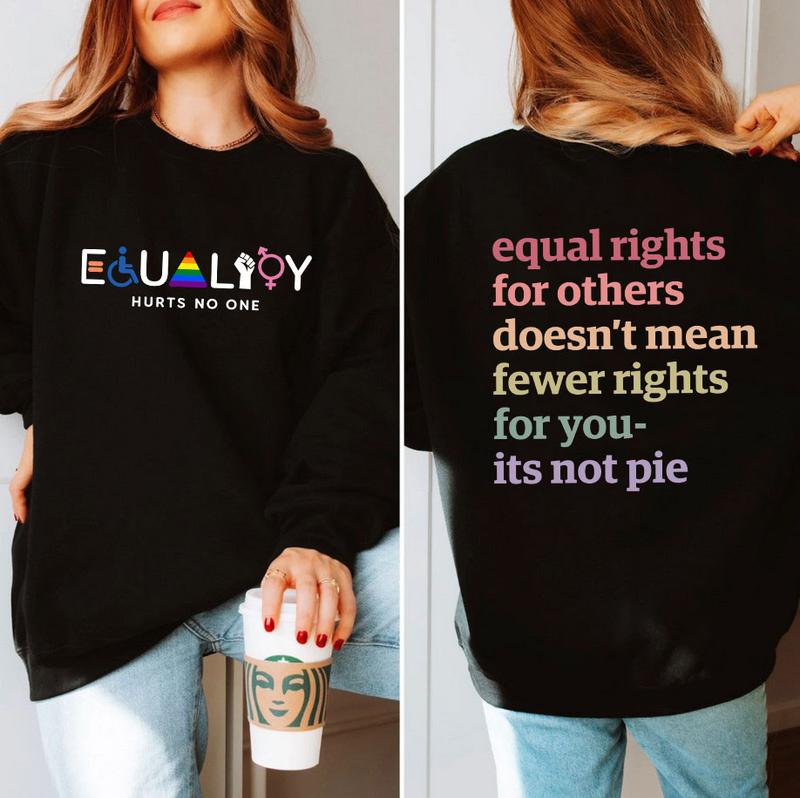 EQUALITY
HURTS NO ONE
equal rights
for others
doesn't mean
fewer rights
for you-
its not pie